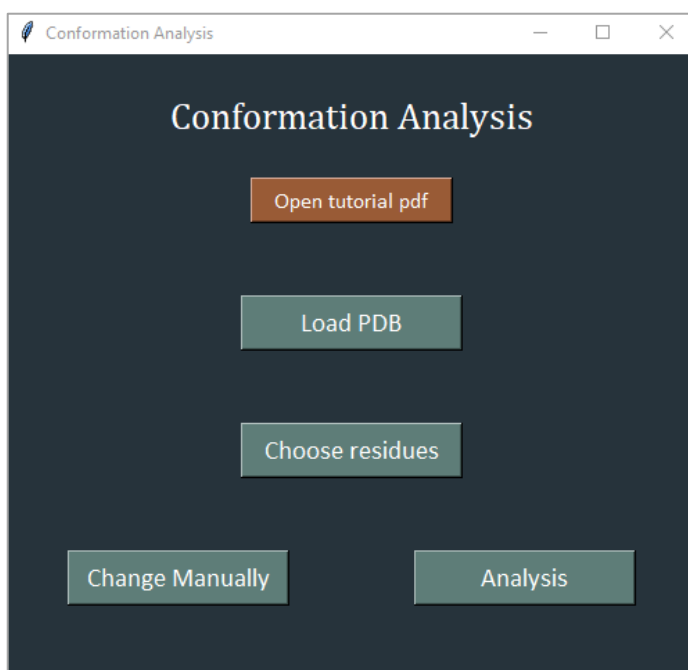 Conformation Analysis
Conformation Analysis
Open tutorial pdf
Load PDB
Choose residues
Change Manually
Analysis